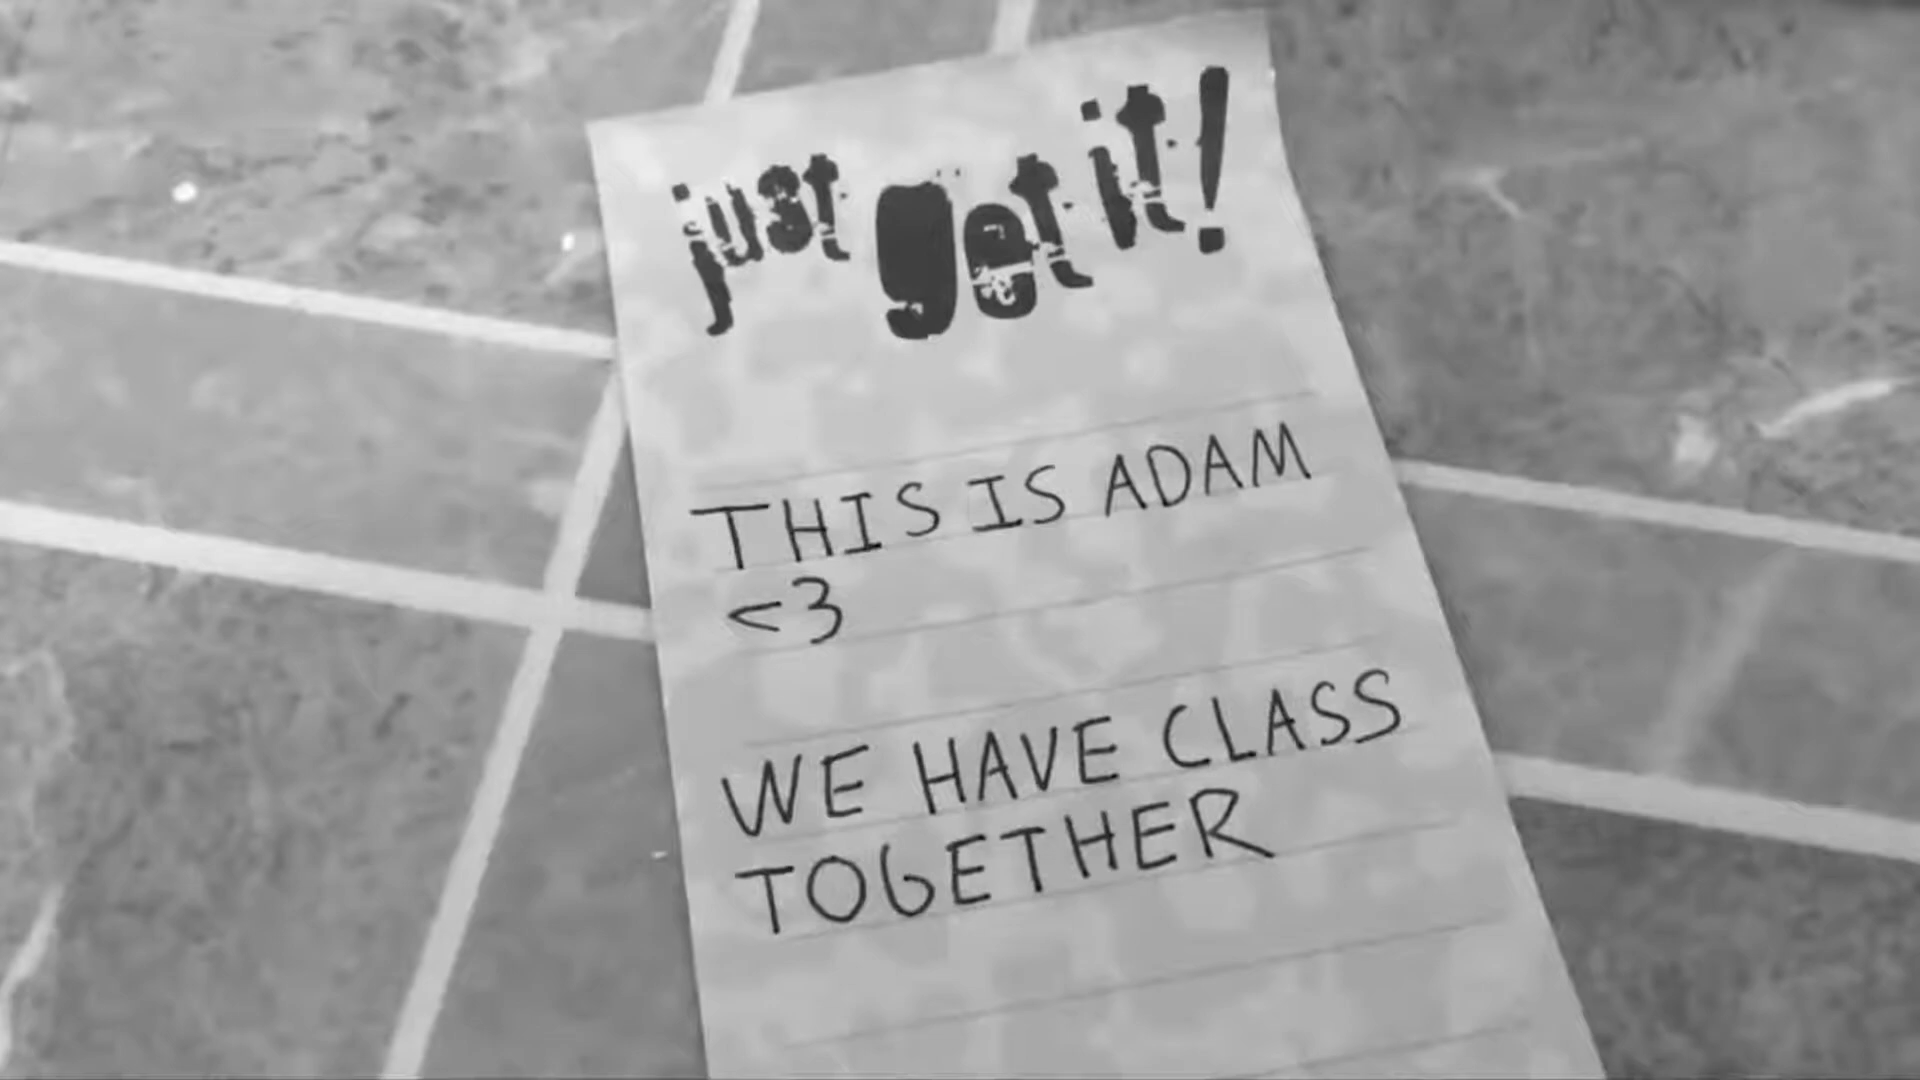 just get it!
THIS IS ADAM
<3
WE HAVE CLASS
TOGETHER